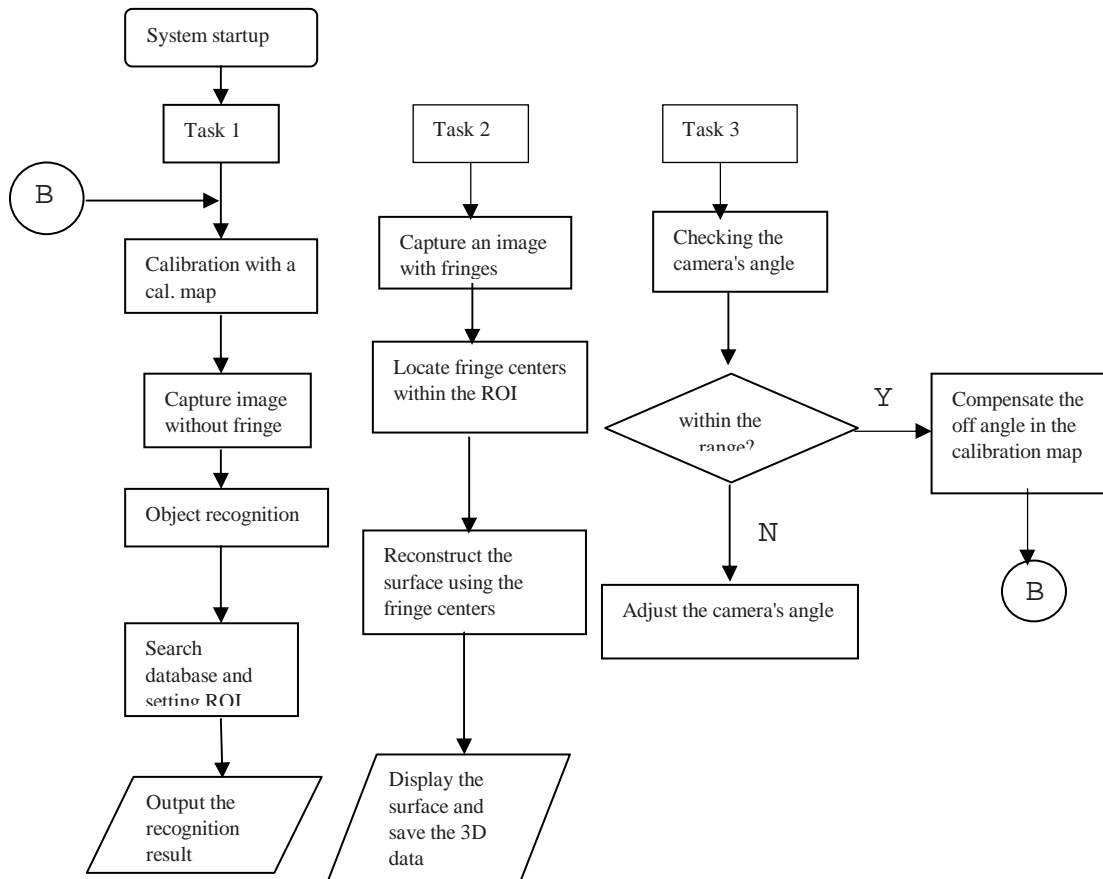 System startup
Task 1
B
Calibration with a
cal. map
Capture image
without fringe
Object recognition
Search
database and
setting ROI
Output the
recognition
result
Task 2
Capture an image
with fringes
Locate fringe centers
within the ROI
Reconstruct the
surface using the
fringe centers
Display the
surface and
save the 3D
data
Task 3
Checking the
camera's angle
within the
range?
Y
N
Adjust the camera's angle
Compensate the
off angle in the
calibration map
B